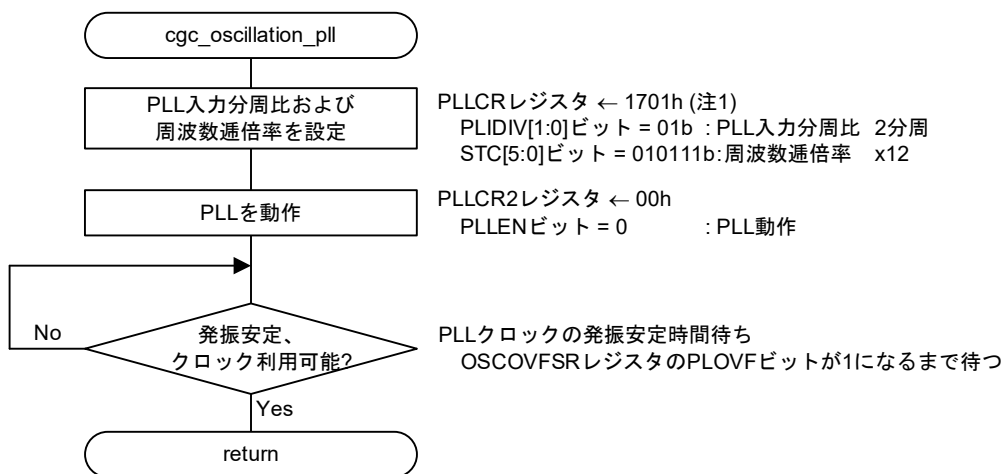 cgc_oscillation_pll
PLL入力分周比および
周波数逓倍率を設定
PLLCRレジスタ ← 1701h (注1)
PLIDIV[1:0]ビット = 01b : PLL入力分周比 2分周
STC[5:0]ビット = 010111b:周波数逓倍率 x12
PLLを動作
PLLCR2レジスタ ← 00h
PLLENビット = 0 : PLL動作
No
発振安定、
クロック利用可能?
PLLクロックの発振安定時間待ち
OSCOVFSRレジスタのPLOVFビットが1になるまで待つ
Yes
return